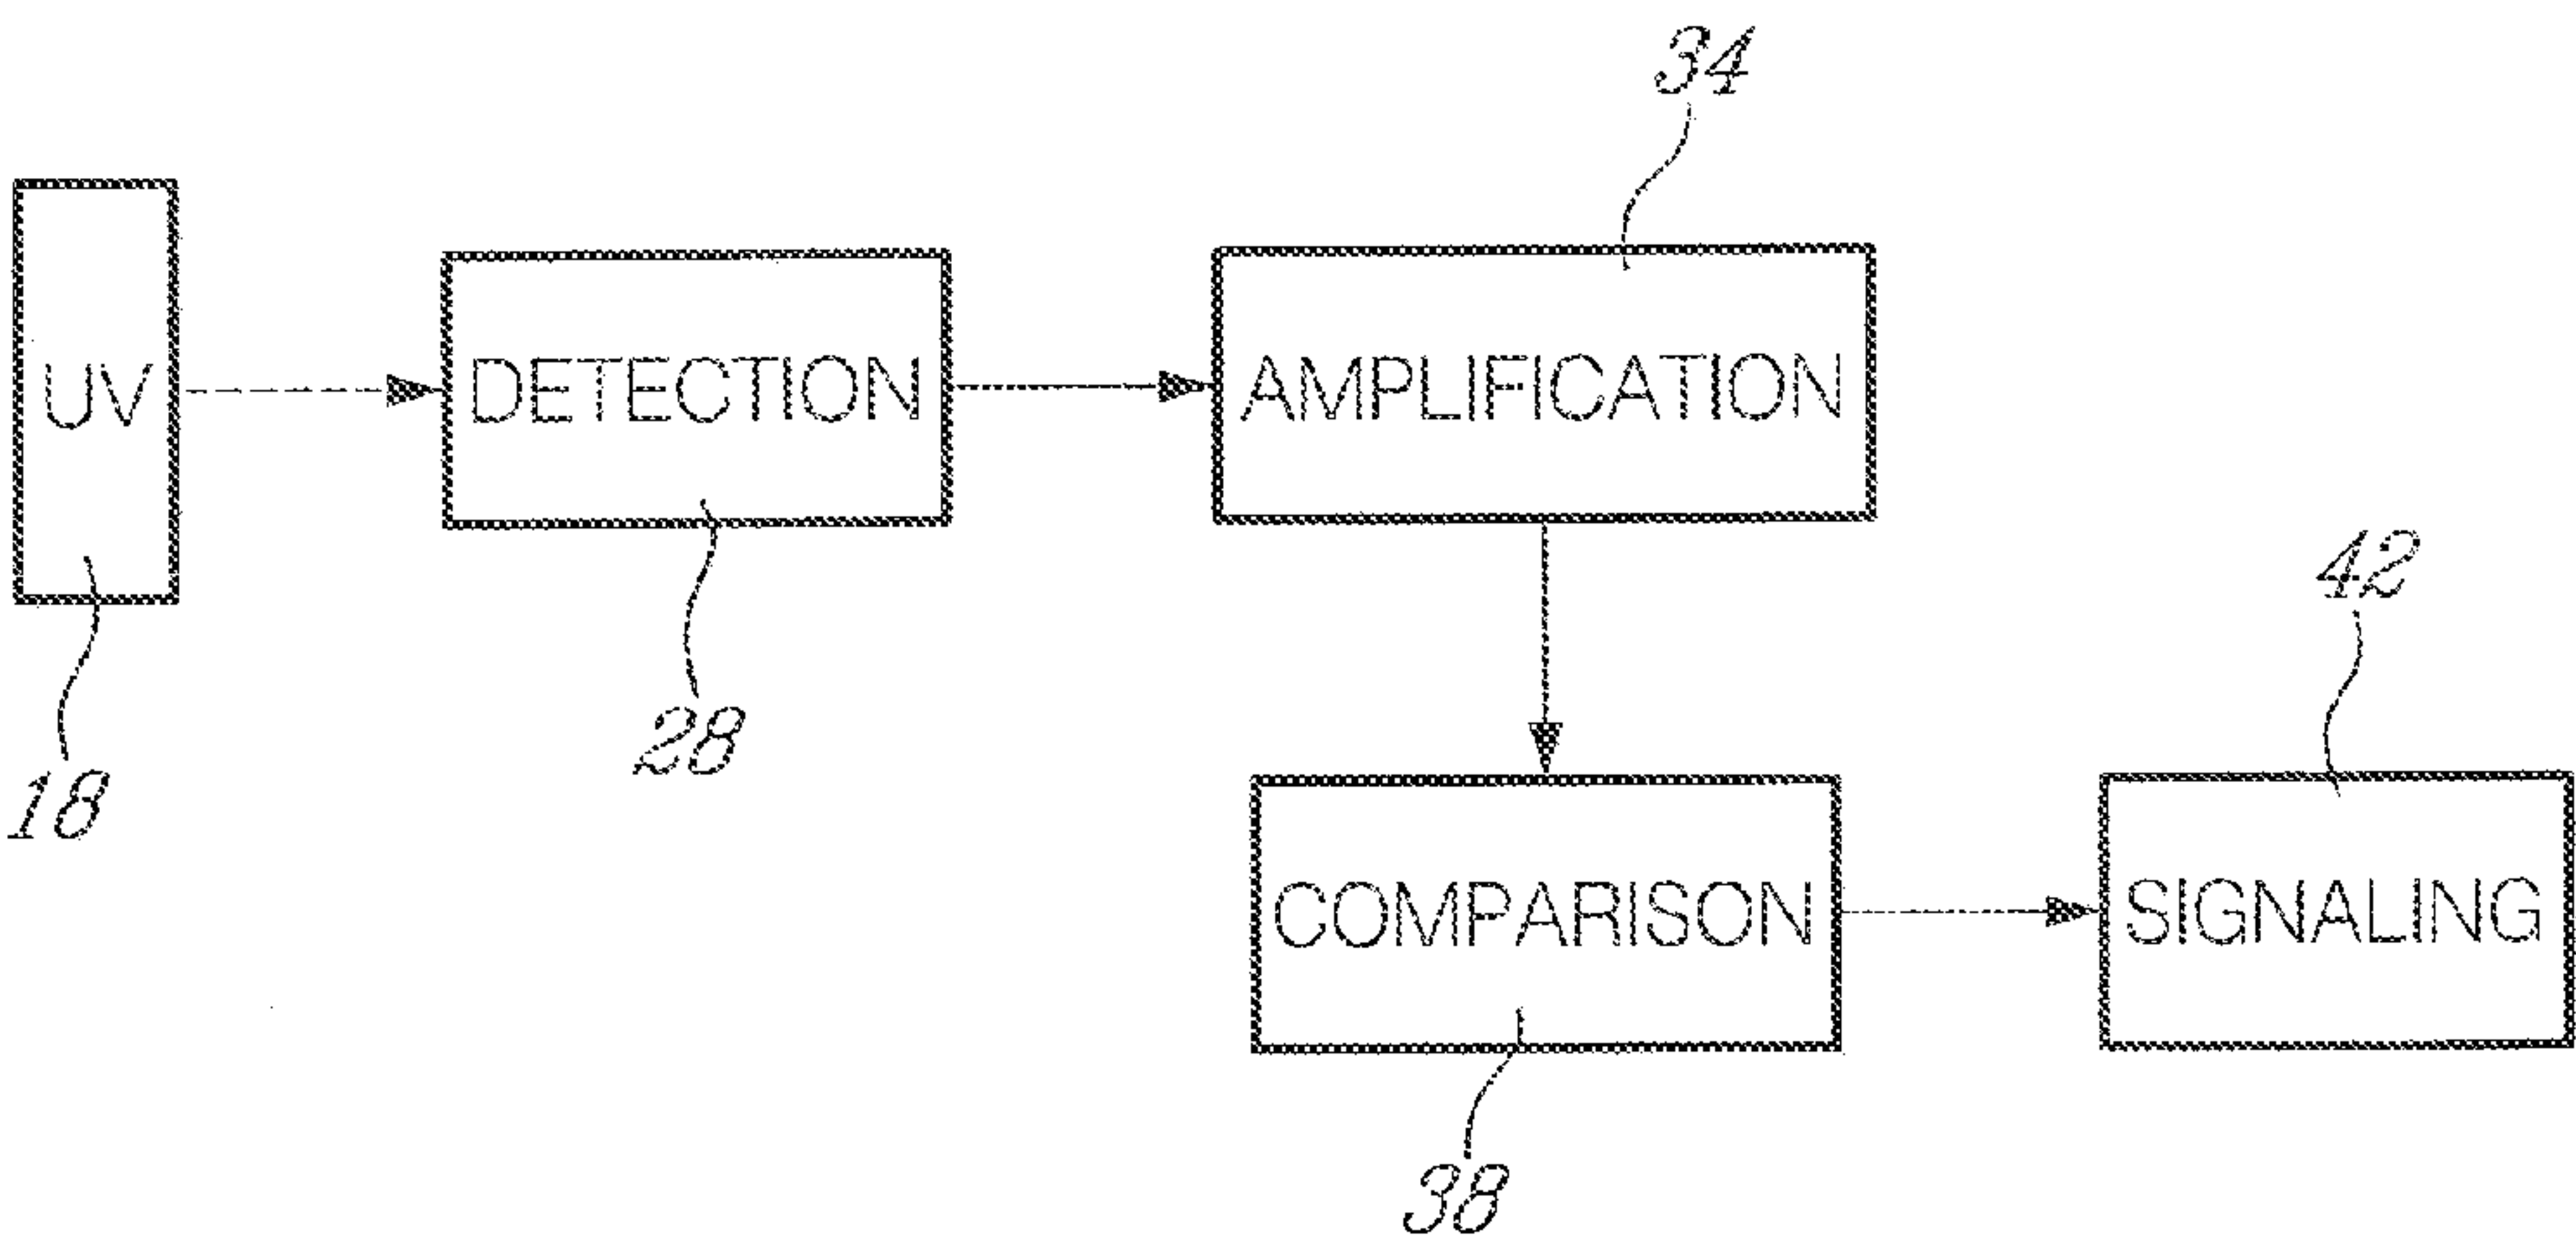 34
UV
DETECTION
AMPLIFICATION
28
18
42
COMPARISON
SIGNALING
38